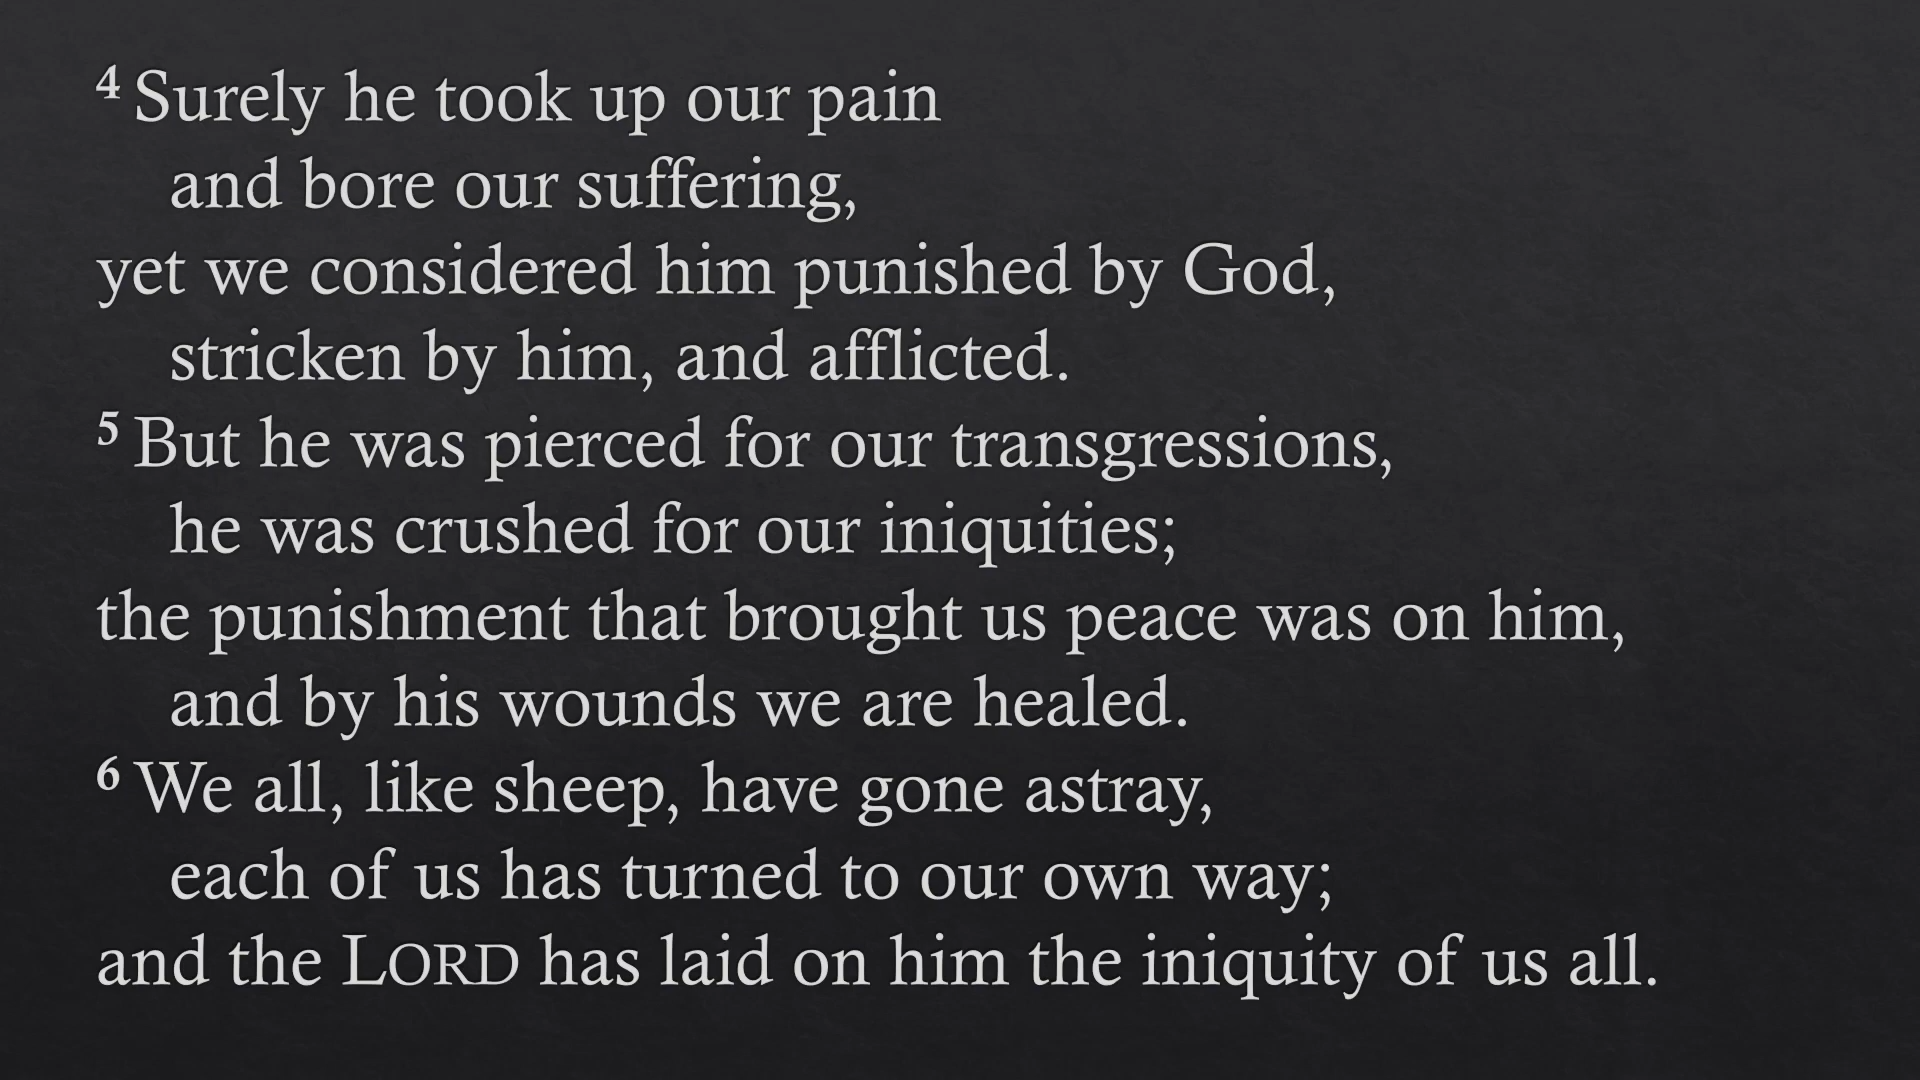 4 Surely he took up our pain
and bore our suffering,
yet we considered him punished by God,
stricken by him, and afflicted.
5 But he was pierced for our transgressions,
he was crushed for our iniquities;
the punishment that brought us peace was on him,
and by his wounds we are healed.
6 We all, like sheep, have gone astray,
each of us has turned to our own way;
and the LORD has laid on him the iniquity of us all.